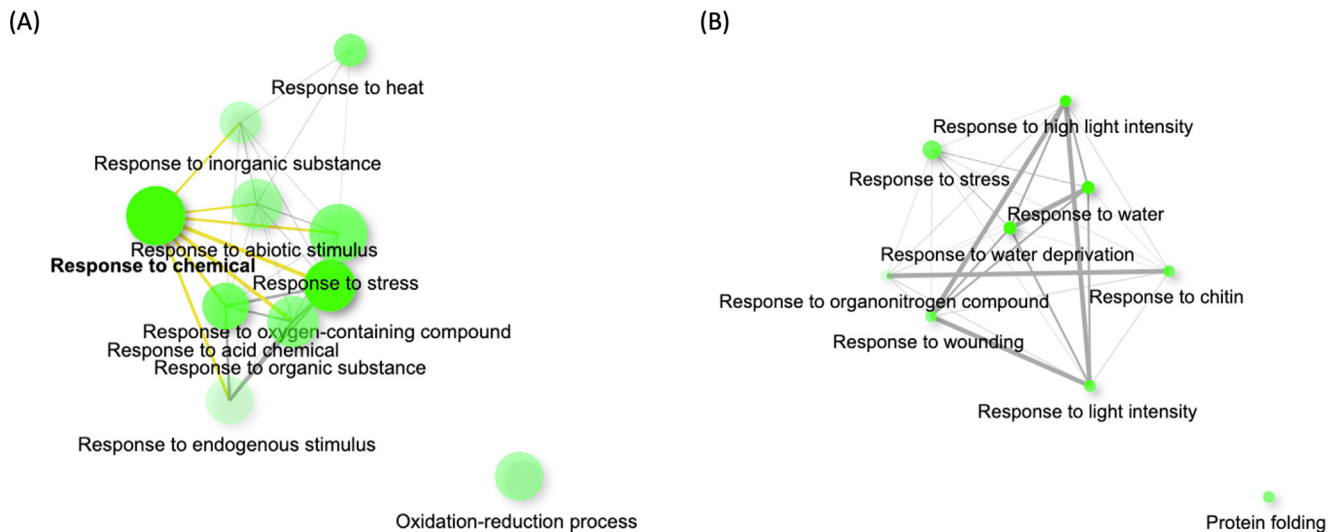 (A)
Response to heat
Response to inorganic substance
Response to abiotic stimulus
Response to chemical
Response to stress
Response to oxygen-containing compound
Response to acid chemical
Response to organic substance
Response to endogenous stimulus
Oxidation-reduction process
(B)
Response to high light intensity
Response to stress
Response to water
Response to water deprivation
Response to organonitrogen compound
Response to chitin
Response to wounding
Response to light intensity
Protein folding